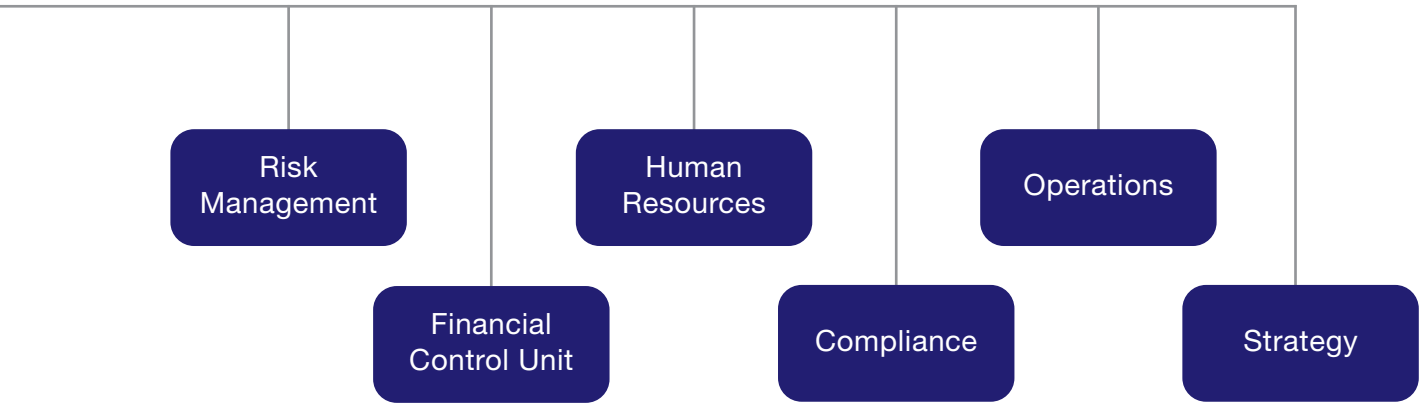 Risk
Management
Human
Resources
Operations
Financial
Control Unit
Compliance
Strategy